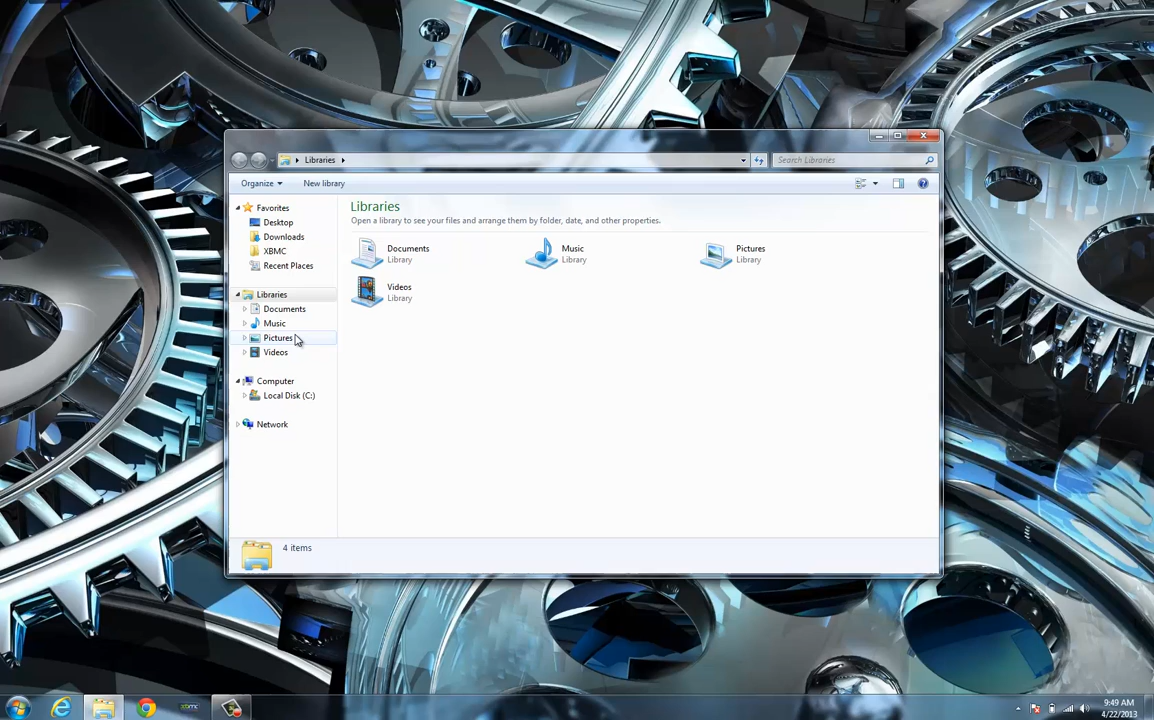 Libraries
Search Libraries
Organize
New library
Favorites
Desktop
Downloads
XBMC
Recent Places
Libraries
Documents
Music
Pictures
Videos
Computer
Local Disk (C:)
Network
Libraries
Open a library to see your files and arrange them by folder, date, and other properties.
Documents
Library
Music
Library
Pictures
Library
Videos
Library
4 items
xbmc
9:49 AM
4/22/2013